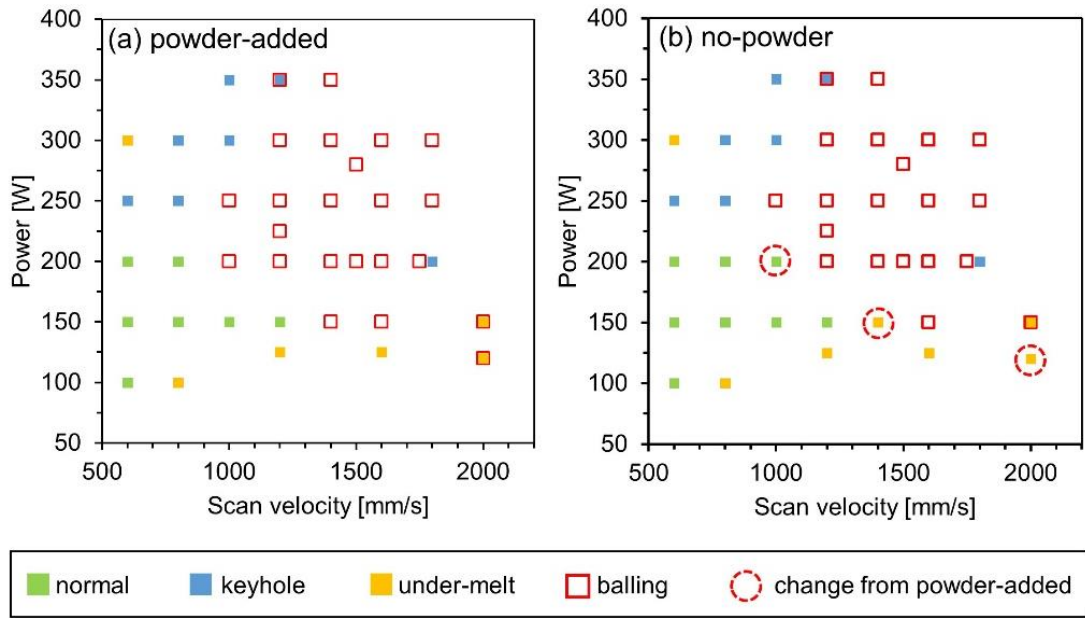 (a) powder-added
Power [W]
400
350
300
250
200
150
100
50
500 1000 1500 2000
Scan velocity [mm/s]
(b) no-powder
Power [W]
400
350
300
250
200
150
100
50
500 1000 1500 2000
Scan velocity [mm/s]
normal keyhole under-melt balling change from powder-added